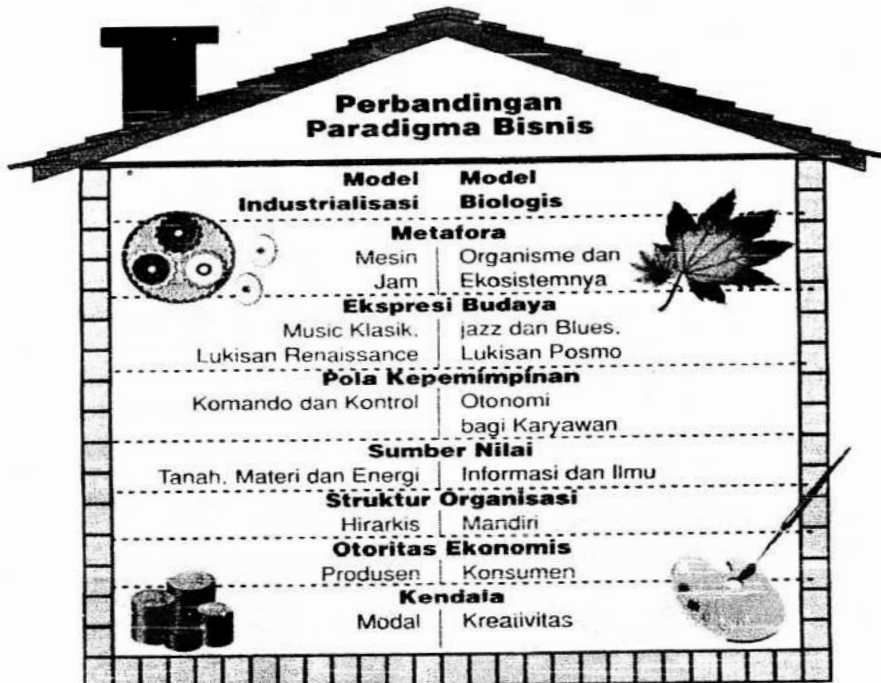 Perbandingan
Paradigma Bisnis
Model Model
Industrialisasi Biologis
Metafora
Mesin Organisme dan
Jam Ekosistemnya
Ekspresi Budaya
Music Klasik. jazz dan Blues.
Lukisan Renaissance Lukisan Posmo
Pola Kepemimpinan
Komando dan Kontrol Otonomi
bagi Karyawan
Sumber Nilai
Tanah. Materi dan Energi Informasi dan Ilmu
Struktur Organisasi
Hirarkis Mandiri
Otoritas Ekonomis
Produsen Konsumen
Kendala
Modal Kreativitas